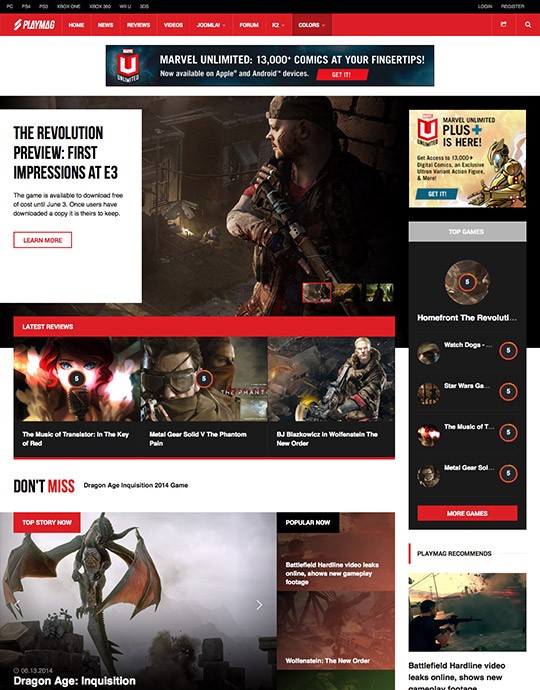 PC PS4 PS3 XBOX ONE XBOX 360 WII U 3DS LOGIN REGISTER
PLAYMAG HOME NEWS REVIEWS VIDEOS JOOMLA! FORUM K2 COLORS
MARVEL UNLIMITED MARVEL UNLIMITED: 13,000+ COMICS AT YOUR FINGERTIPS!
Now available on Apple® and Android™ devices. GET IT!
THE REVOLUTION
PREVIEW: FIRST
IMPRESSIONS AT E3
The game is available to download free
of cost until June 3. Once users have
downloaded a copy it is theirs to keep.
LEARN MORE
MARVEL UNLIMITED
MARVEL UNLIMITED
PLUS+
IS HERE!
Get Access to 13,000+
Digital Comics, an Exclusive
Ultron Variant Action Figure,
& More!
GET IT!
TOP GAMES
5
Homefront The Revoluti...
Watch Dogs - ... 5
Star Wars Ga... 5
The Music of T... 5
Metal Gear Sol... 5
MORE GAMES
LATEST REVIEWS
5
5
THE PHANT
The Music of Transistor: In The Key
of Red
Metal Gear Solid V The Phantom
Pain
BJ Blazkowicz in Wolfenstein The
New Order
DON'T MISS Dragon Age Inquisition 2014 Game
TOP STORY NOW
06.13.2014
Dragon Age: Inquisition
POPULAR NOW
Battlefield Hardline video leaks
online, shows new gameplay
footage
Wolfenstein: The New Order
PLAYMAG RECOMMENDS
Battlefield Hardline video
leaks online, shows new
gameplay footage